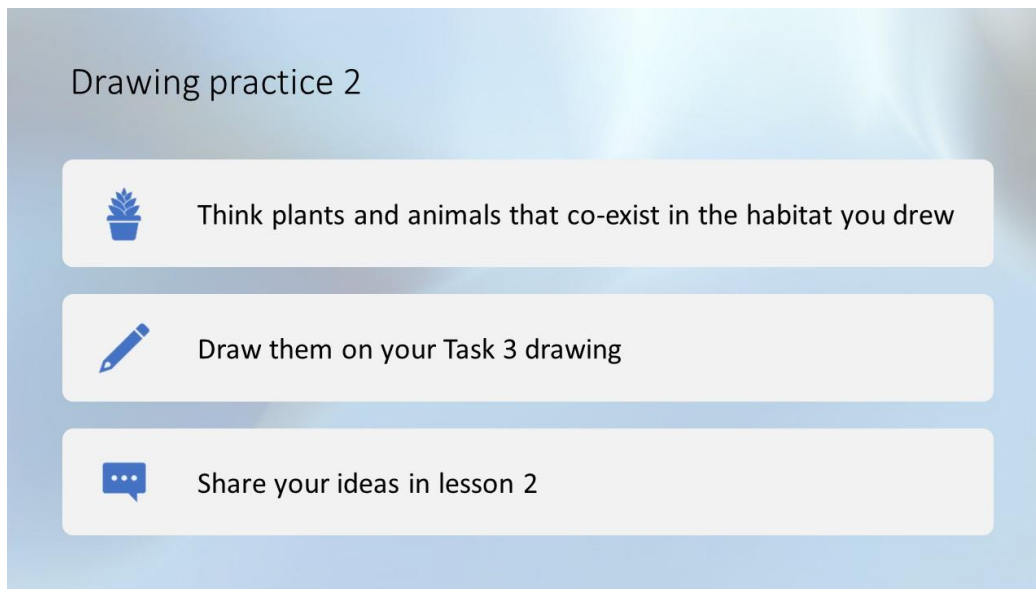 Drawing practice 2
Think plants and animals that co-exist in the habitat you drew
Draw them on your Task 3 drawing
Share your ideas in lesson 2